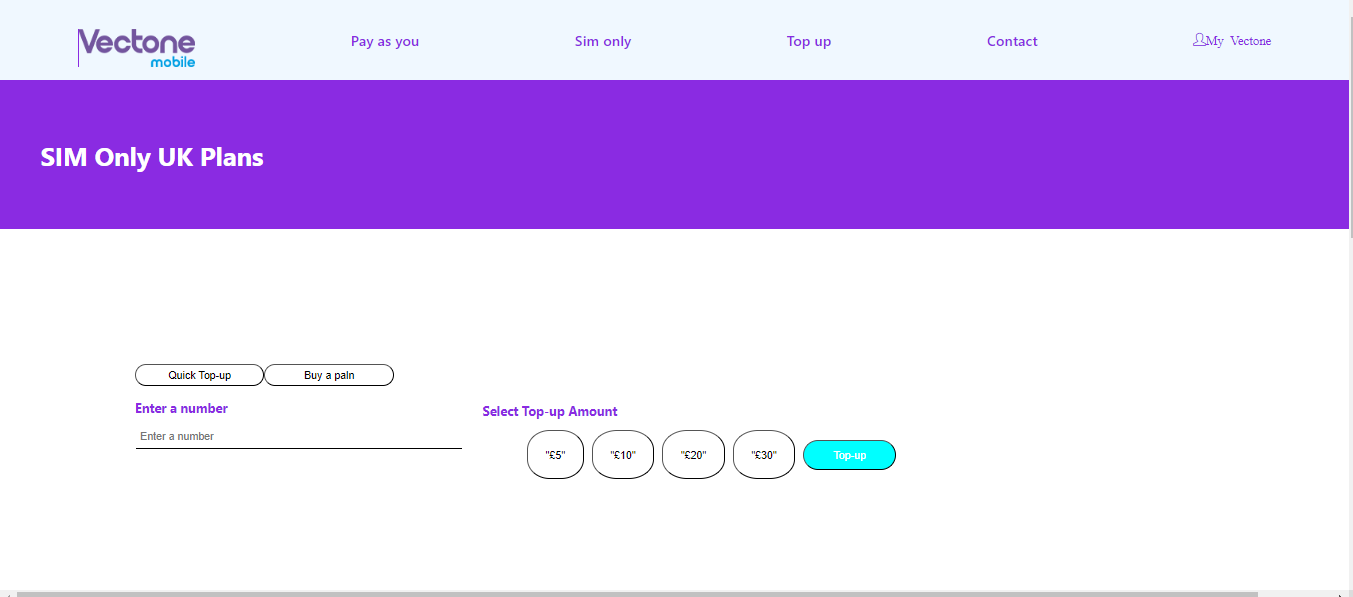 Vectone
mobile
Pay as you
Sim only
Top up
Contact
My Vectone
SIM Only UK Plans
Quick Top-up
Buy a paln
Enter a number
Select Top-up Amount
Enter a number
"£5"
"£10"
"£20"
"£30"
Top-up